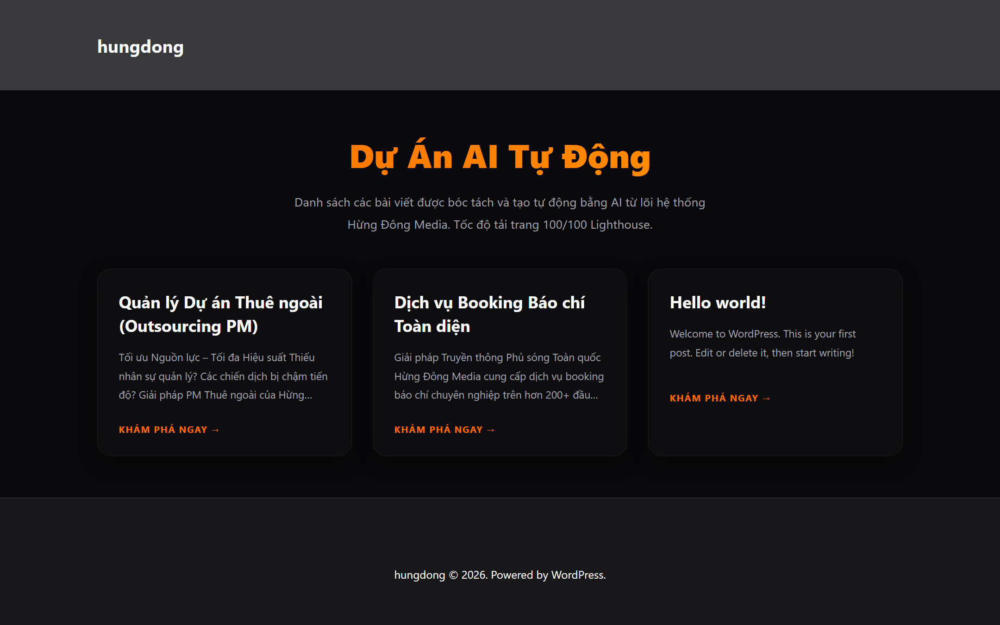 hungdong
Dự Án AI Tự Động
Danh sách các bài viết được bóc tách và tạo tự động bằng AI từ lõi hệ thống
Hừng Đông Media. Tốc độ tải trang 100/100 Lighthouse.
Quản lý Dự án Thuê ngoài
(Outsourcing PM)
Tối ưu Nguồn lực – Tối đa Hiệu suất Thiếu
nhân sự quản lý? Các chiến dịch bị chậm tiến
độ? Giải pháp PM Thuê ngoài của Hừng...
KHÁM PHÁ NGAY →
Dịch vụ Booking Báo chí
Toàn diện
Giải pháp Truyền thông Phủ sóng Toàn quốc
Hừng Đông Media cung cấp dịch vụ booking
báo chí chuyên nghiệp trên hơn 200+ đầu...
KHÁM PHÁ NGAY →
Hello world!
Welcome to WordPress. This is your first
post. Edit or delete it, then start writing!
KHÁM PHÁ NGAY →
hungdong © 2026. Powered by WordPress.